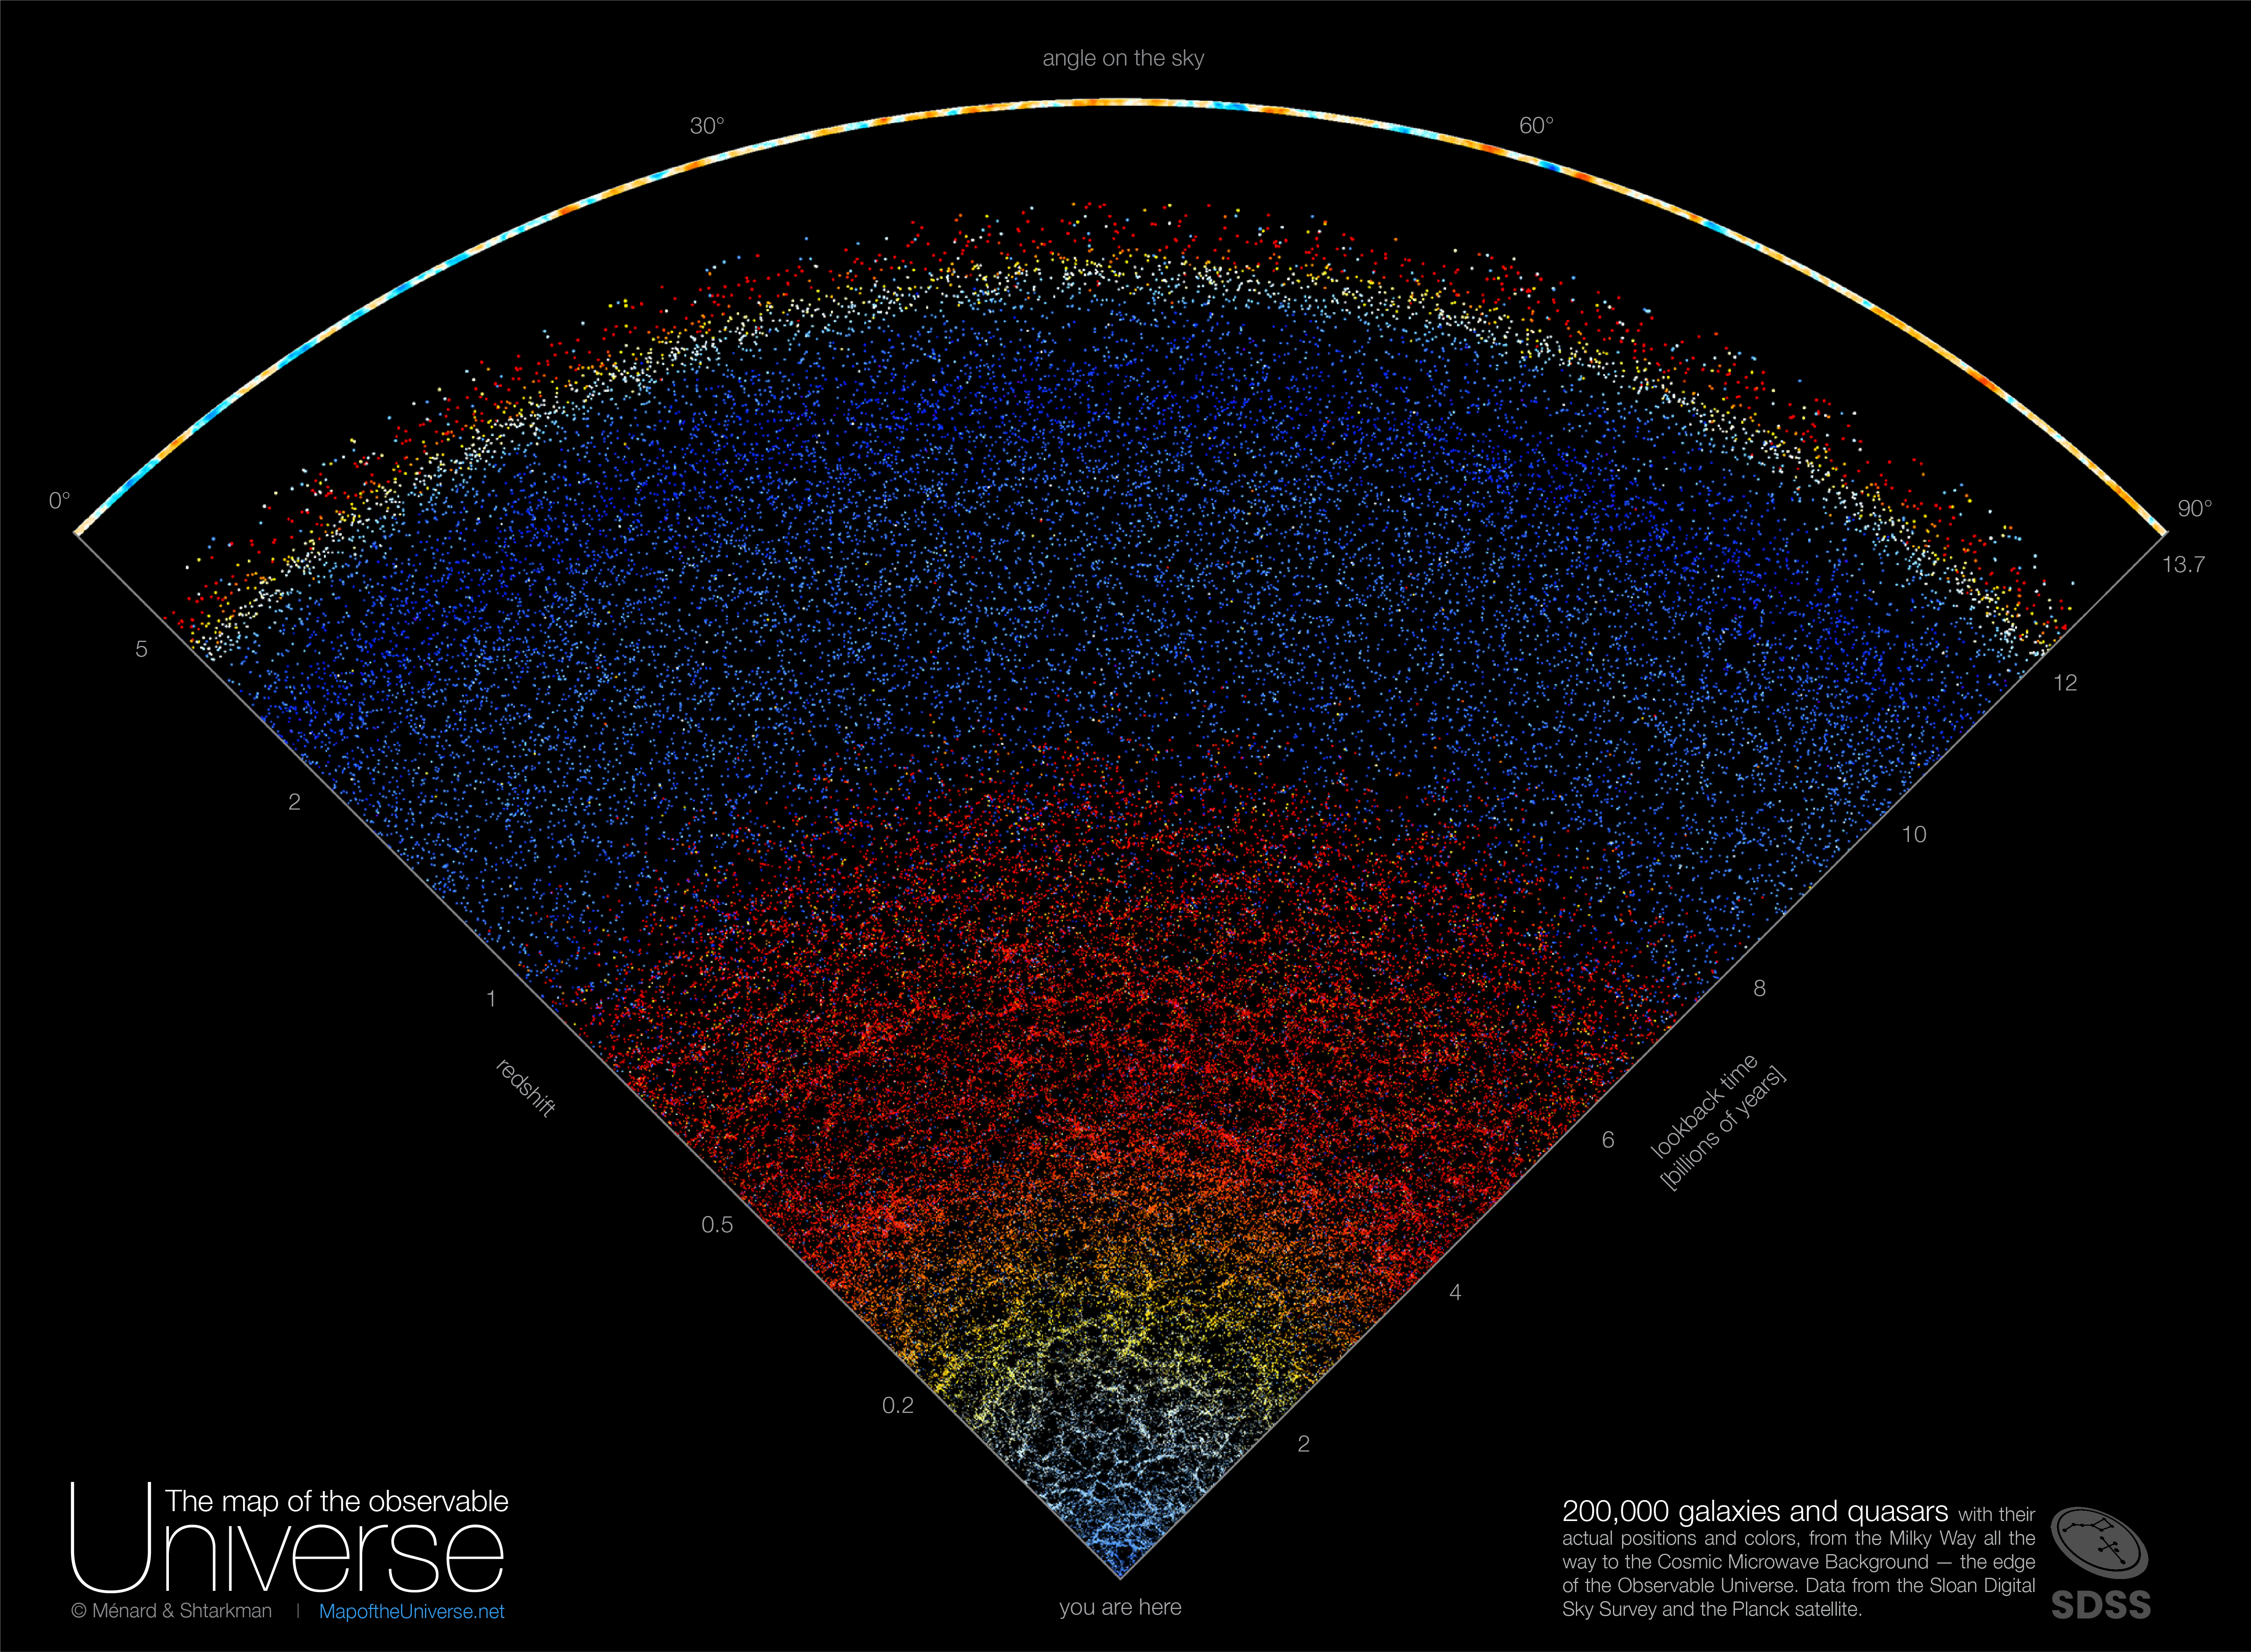 angle on the sky
30°
60°
0°
90°
13.7
5
12
2
10
1
8
redshift
lookback time
[billions of years]
6
0.5
4
0.2
2
you are here
The map of the observable
Universe
© Ménard & Shtarkman | MapoftheUniverse.net
200,000 galaxies and quasars with their
actual positions and colors, from the Milky Way all the
way to the Cosmic Microwave Background — the edge
of the Observable Universe. Data from the Sloan Digital
Sky Survey and the Planck satellite.
SDSS